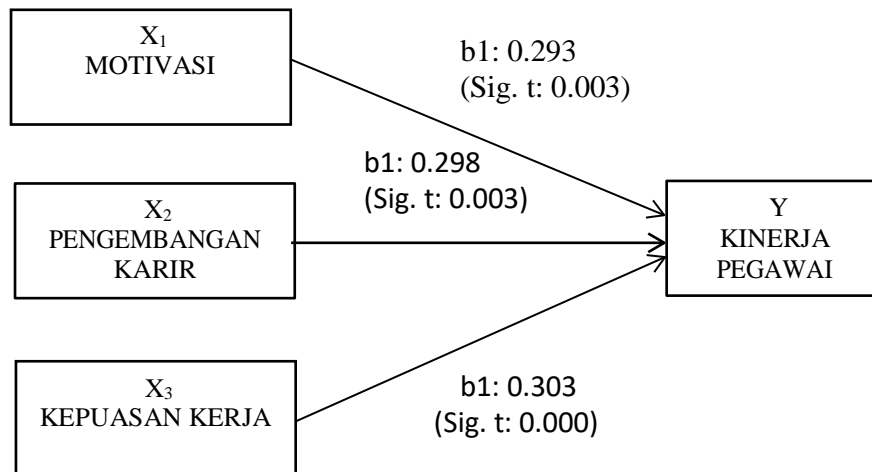 X₁
MOTIVASI
b1: 0.293
(Sig. t: 0.003)
b1: 0.298
(Sig. t: 0.003)
X₂
PENGEMBANGAN
KARIR
Y
KINERJA
PEGAWAI
X₃
KEPUASAN KERJA
b1: 0.303
(Sig. t: 0.000)